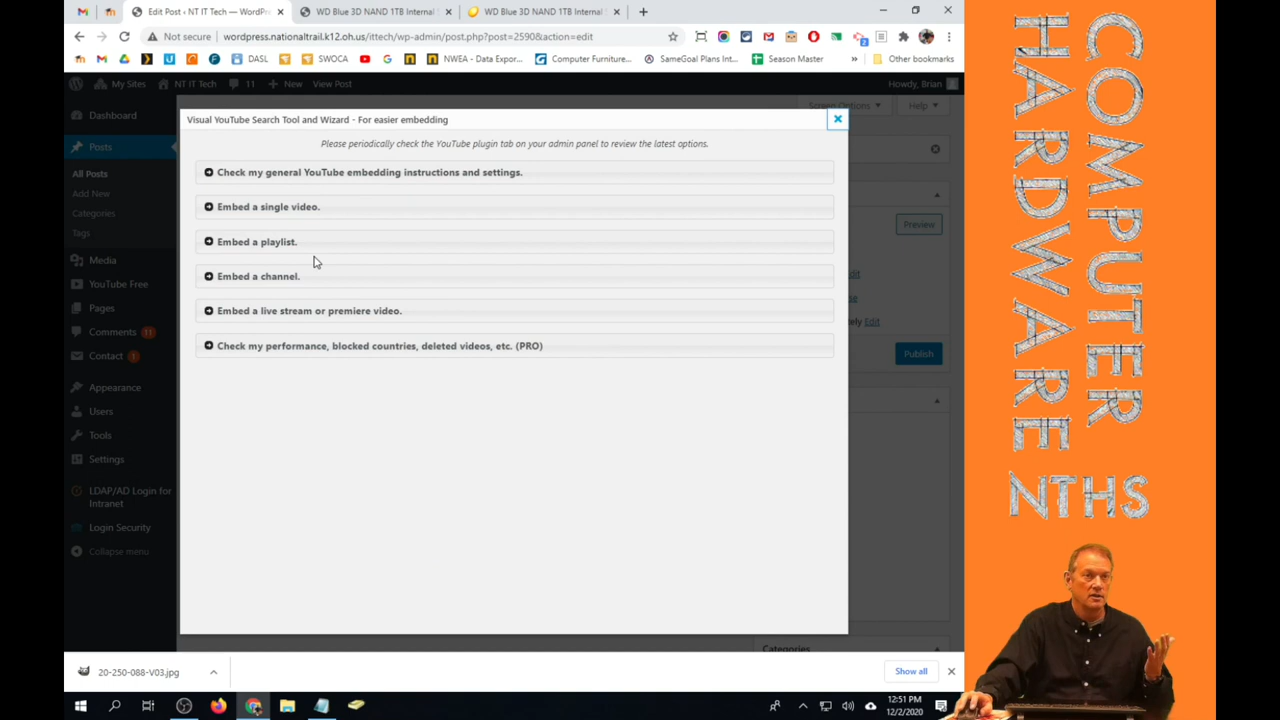 Edit Post ‹ NT IT Tech — WordPr
WD Blue 3D NAND 1TB Internal
WD Blue 3D NAND 1TB Internal S
Not secure
wordpress.nationaltrail.k12.oh.us/ittech/wp-admin/post.php?post=2590&action=edit
DASL
SWOCA
NWEA - Data Expor...
Computer Furniture...
SameGoal Plans Int...
Season Master
»
Other bookmarks
My Sites
NT IT Tech
11
New
View Post
Howdy, Brian
Screen Options
Help
Dashboard
Posts
All Posts
Add New
Categories
Tags
Media
YouTube Free
Pages
Comments 11
Contact 1
Appearance
Users
Tools
Settings
LDAP/AD Login for
Intranet
Login Security
Collapse menu
Visual YouTube Search Tool and Wizard - For easier embedding
Please periodically check the YouTube plugin tab on your admin panel to review the latest options.
Check my general YouTube embedding instructions and settings.
Embed a single video.
Embed a playlist.
Embed a channel.
Embed a live stream or premiere video.
Check my performance, blocked countries, deleted videos, etc. (PRO)
Preview
Edit
Publish
Categories
20-250-088-V03.jpg
Show all
12:51 PM
12/2/2020
COMPUTER
HARDWARE
NTHS